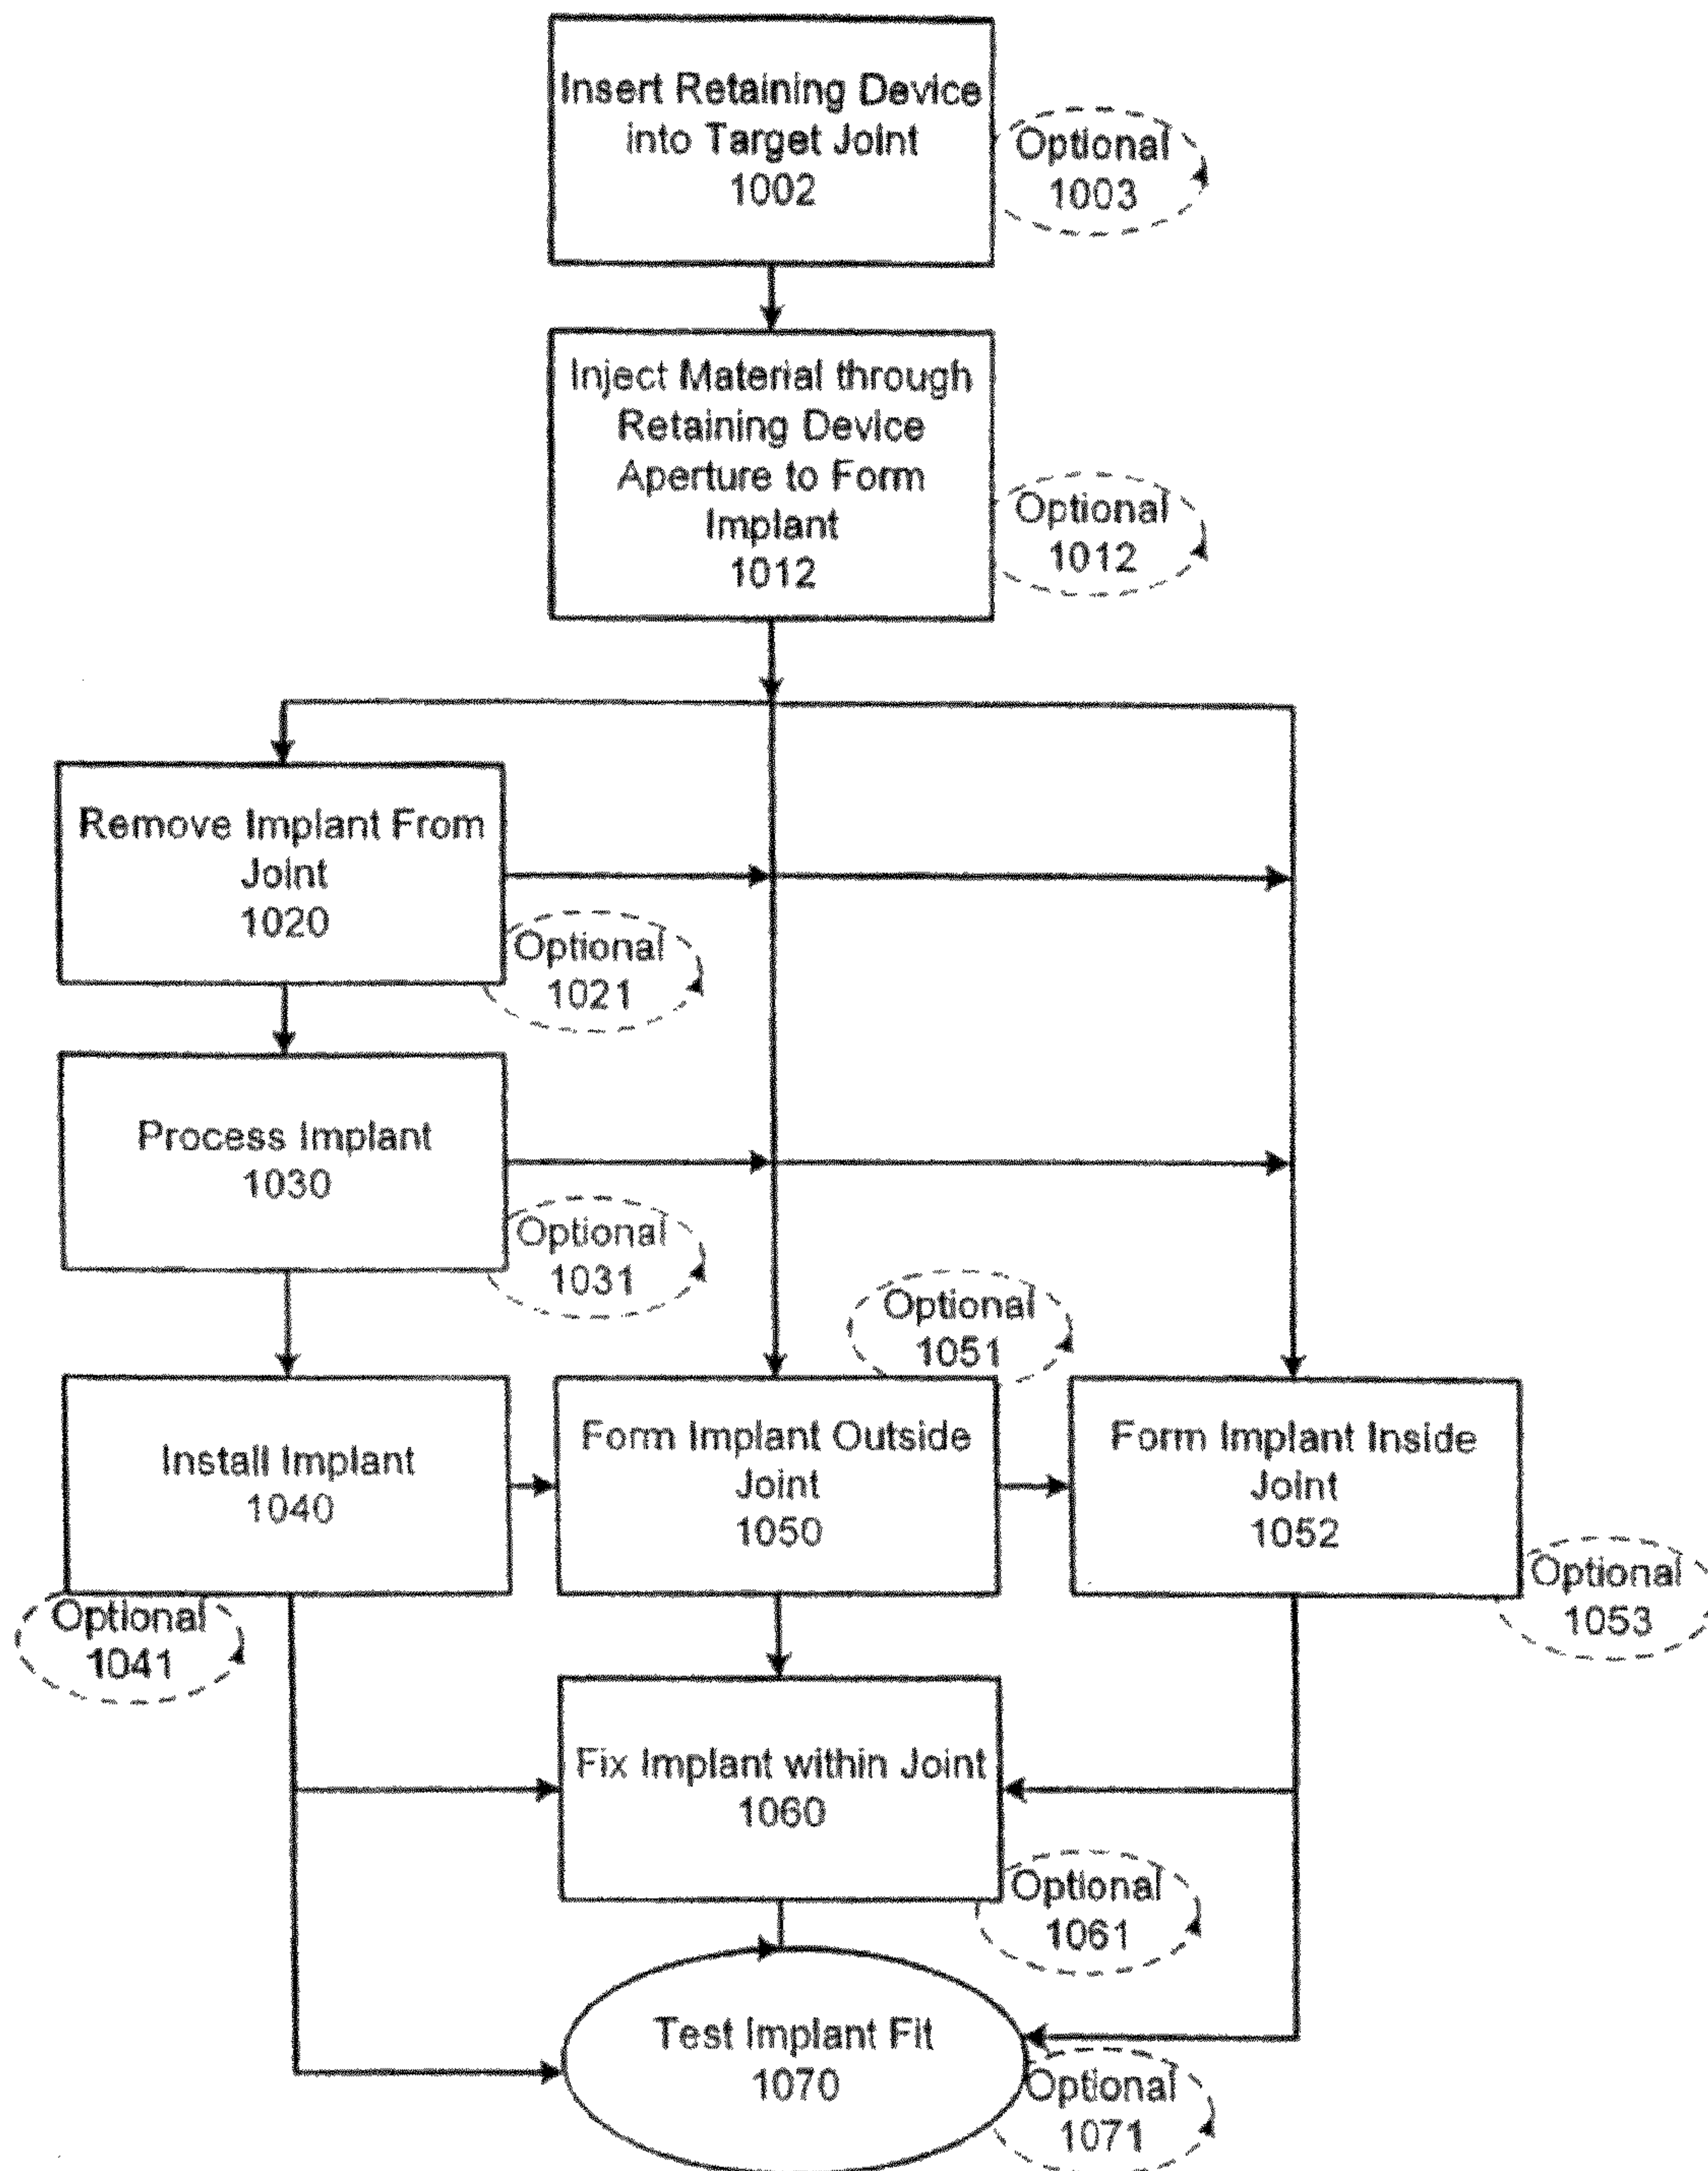 Insert Retaining Device
into Target Joint
1002
Optional
1003
Inject Material through
Retaining Device
Aperture to Form
Implant
1012
Optional
1012
Remove Implant From
Joint
1020
Optional
1021
Process Implant
1030
Optional
1031
Optional
1051
Install Implant
1040
Form Implant Outside
Joint
1050
Form Implant Inside
Joint
1052
Optional
1041
Optional
1053
Fix Implant within Joint
1060
Optional
1061
Test Implant Fit
1070
Optional
1071